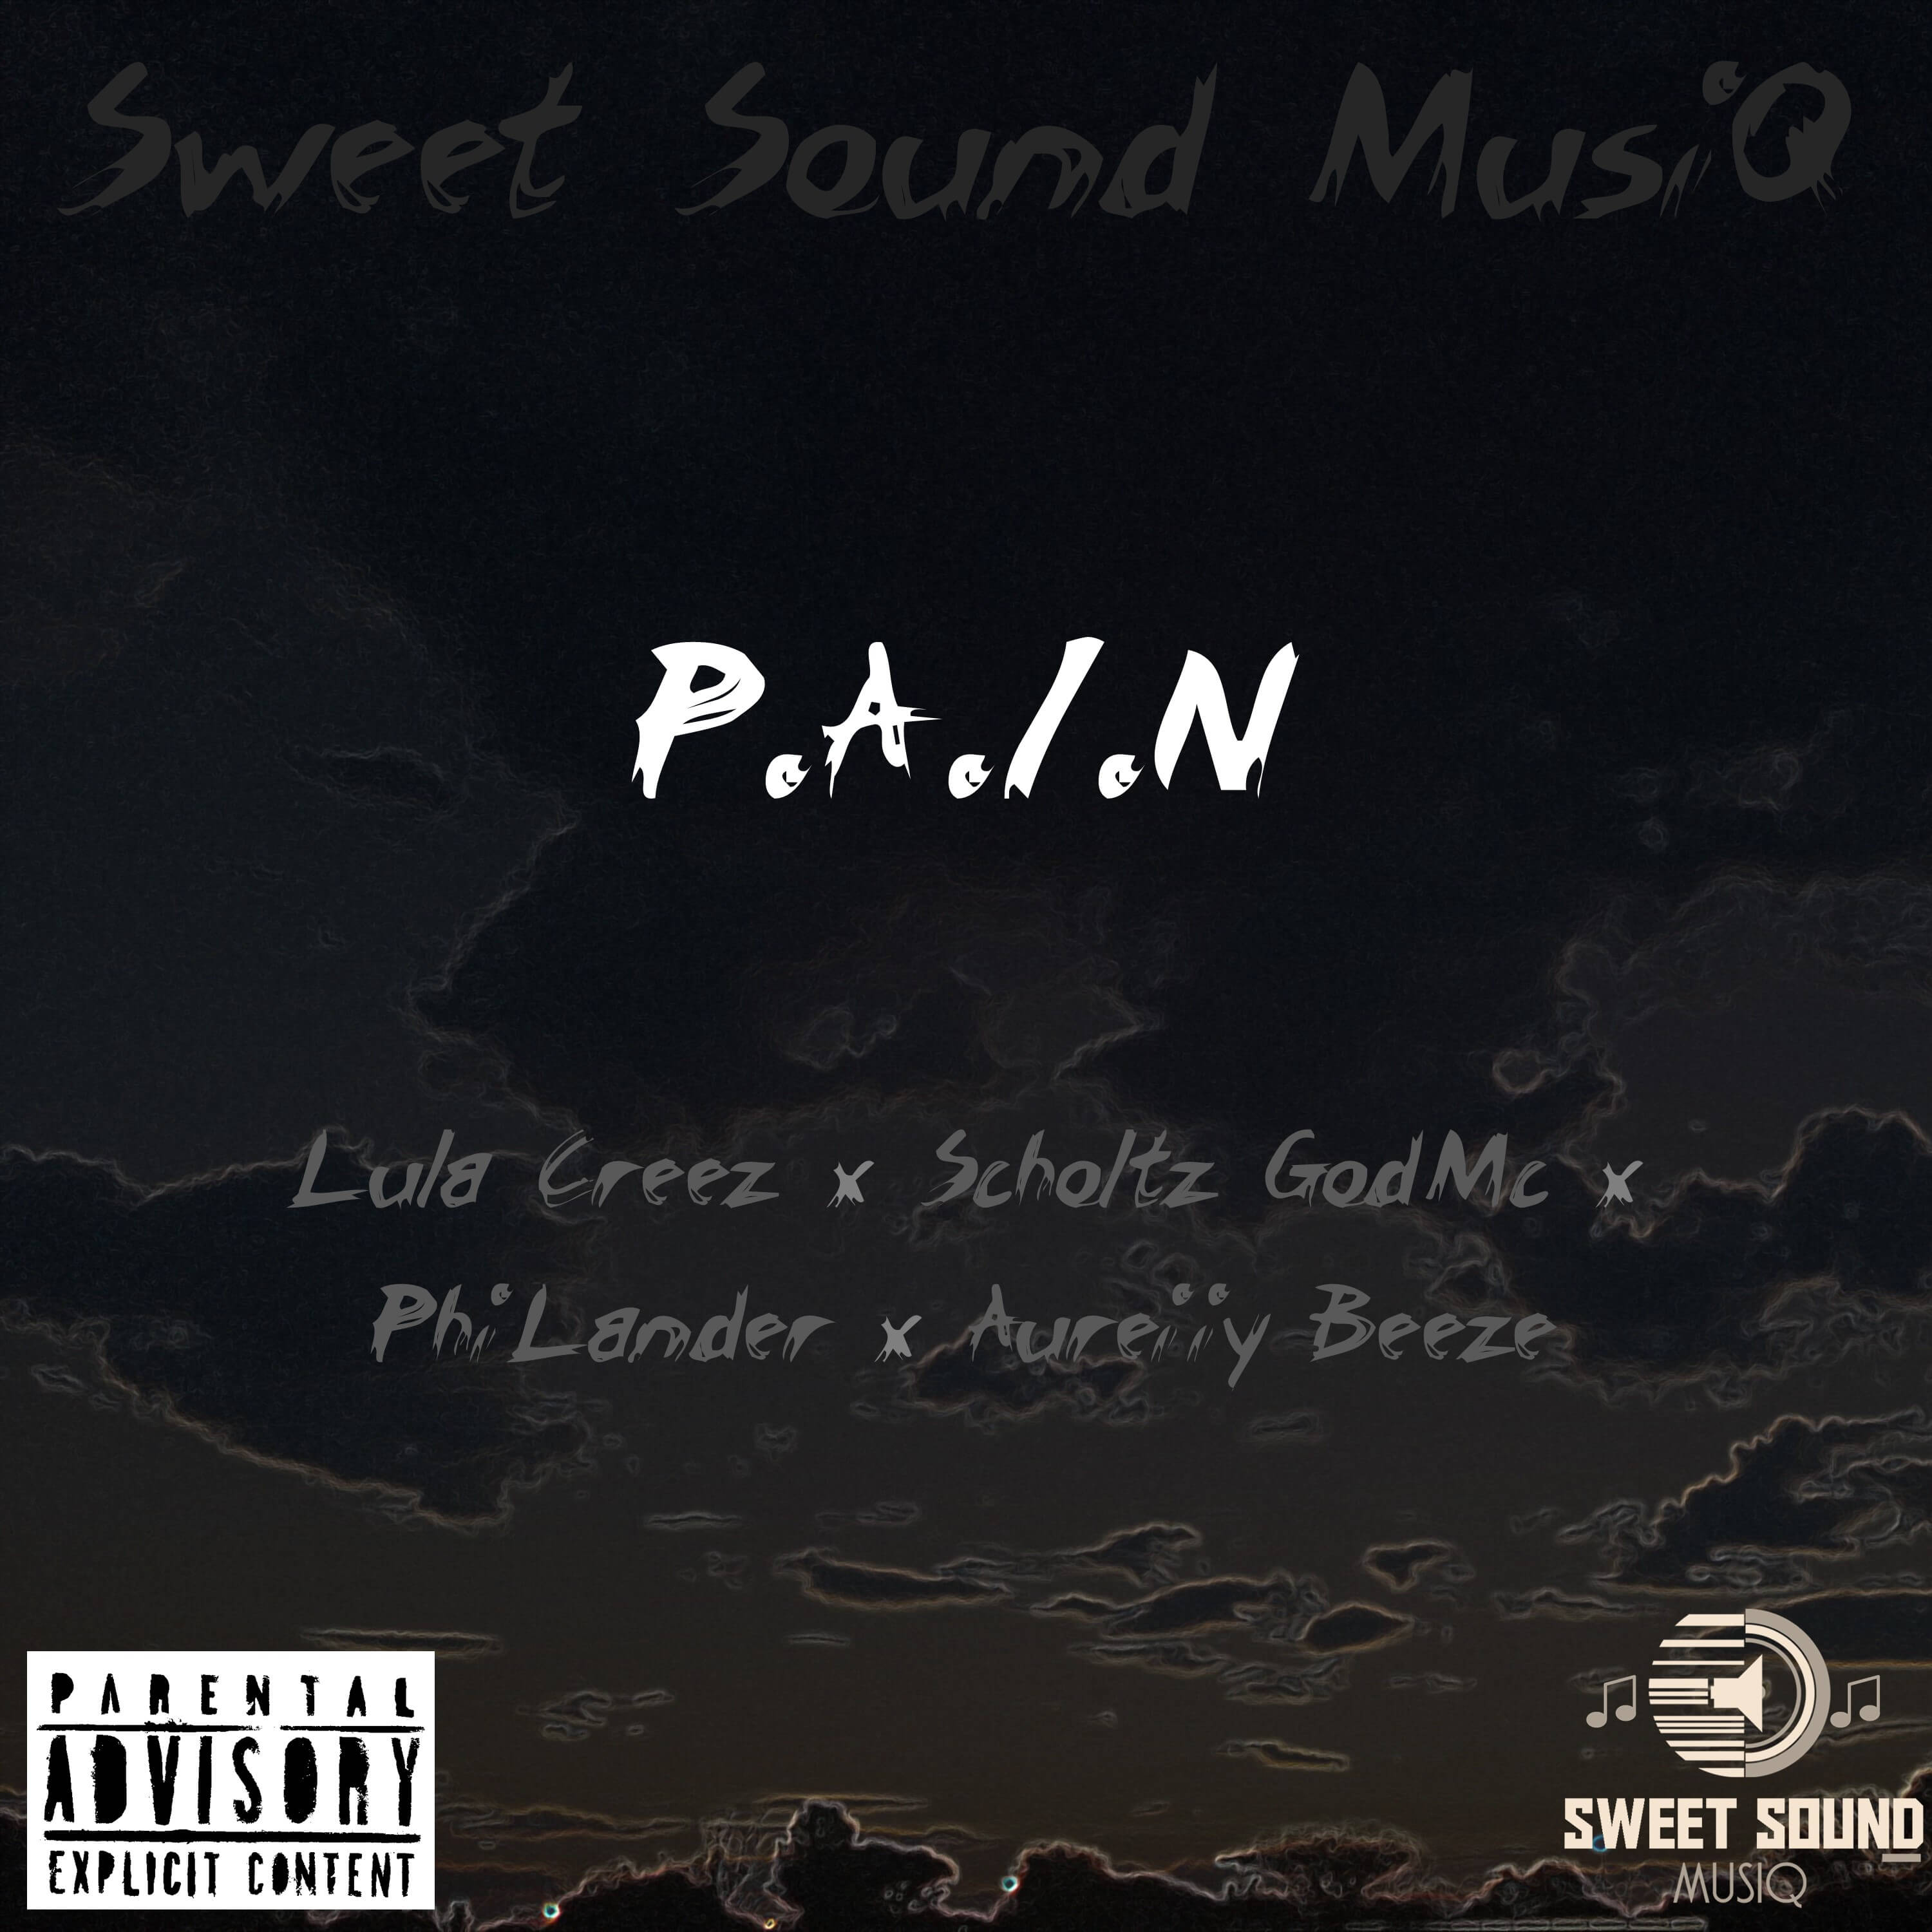 Sweet Sound MusiQ
P.A.I.N
Lula Creez x Scholtz GodMc x
PhiLander x Aureiiy Beeze
PARENTAL
ADVISORY
EXPLICIT CONTENT
SWEET SOUND
MUSIQ